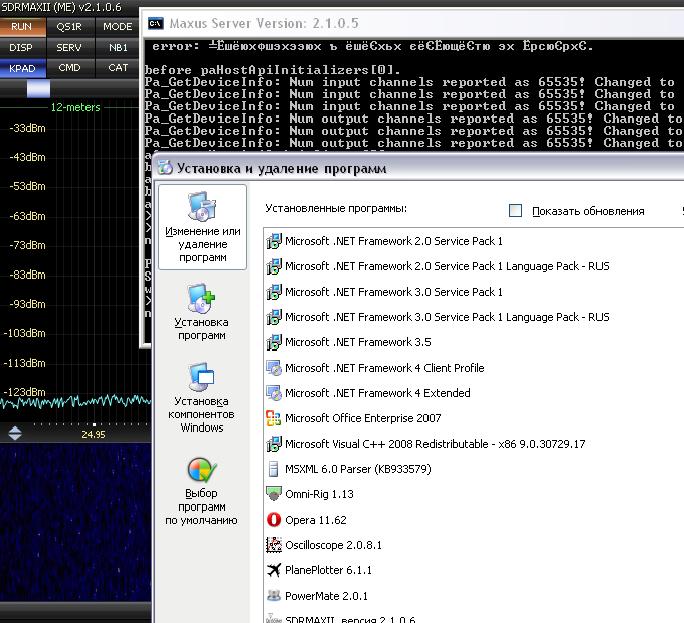 SDRMAXII (ME) v2.1.0.6
RUN QS1R MODE
DISP SERV NB1
KPAD CMD CAT
12-meters
-33dBm
-43dBm
-53dBm
-63dBm
-73dBm
-83dBm
-93dBm
-103dBm
-113dBm
-123dBm
24.95
Maxus Server Version: 2.1.0.5
error:
before paHostApiInitializers[0].
Pa_GetDeviceInfo: Num input channels reported as 65535! Changed to
Pa_GetDeviceInfo: Num input channels reported as 65535! Changed to
Pa_GetDeviceInfo: Num input channels reported as 65535! Changed to
Pa_GetDeviceInfo: Num output channels reported as 65535! Changed to
Pa_GetDeviceInfo: Num output channels reported as 65535! Changed to
Pa_GetDeviceInfo: Num output channels reported as 65535! Changed to
Установка и удаление программ
Изменение или
удаление
программ
Установка
программ
Установка
компонентов
Windows
Выбор
программ
по умолчанию
Установленные программы:
Показать обновления
Microsoft .NET Framework 2.0 Service Pack 1
Microsoft .NET Framework 2.0 Service Pack 1 Language Pack - RUS
Microsoft .NET Framework 3.0 Service Pack 1
Microsoft .NET Framework 3.0 Service Pack 1 Language Pack - RUS
Microsoft .NET Framework 3.5
Microsoft .NET Framework 4 Client Profile
Microsoft .NET Framework 4 Extended
Microsoft Office Enterprise 2007
Microsoft Visual C++ 2008 Redistributable - x86 9.0.30729.17
MSXML 6.0 Parser (KB933579)
Omni-Rig 1.13
Opera 11.62
Oscilloscope 2.0.8.1
PlanePlotter 6.1.1
PowerMate 2.0.1
SDRMAXII, версия 2.1.0.6